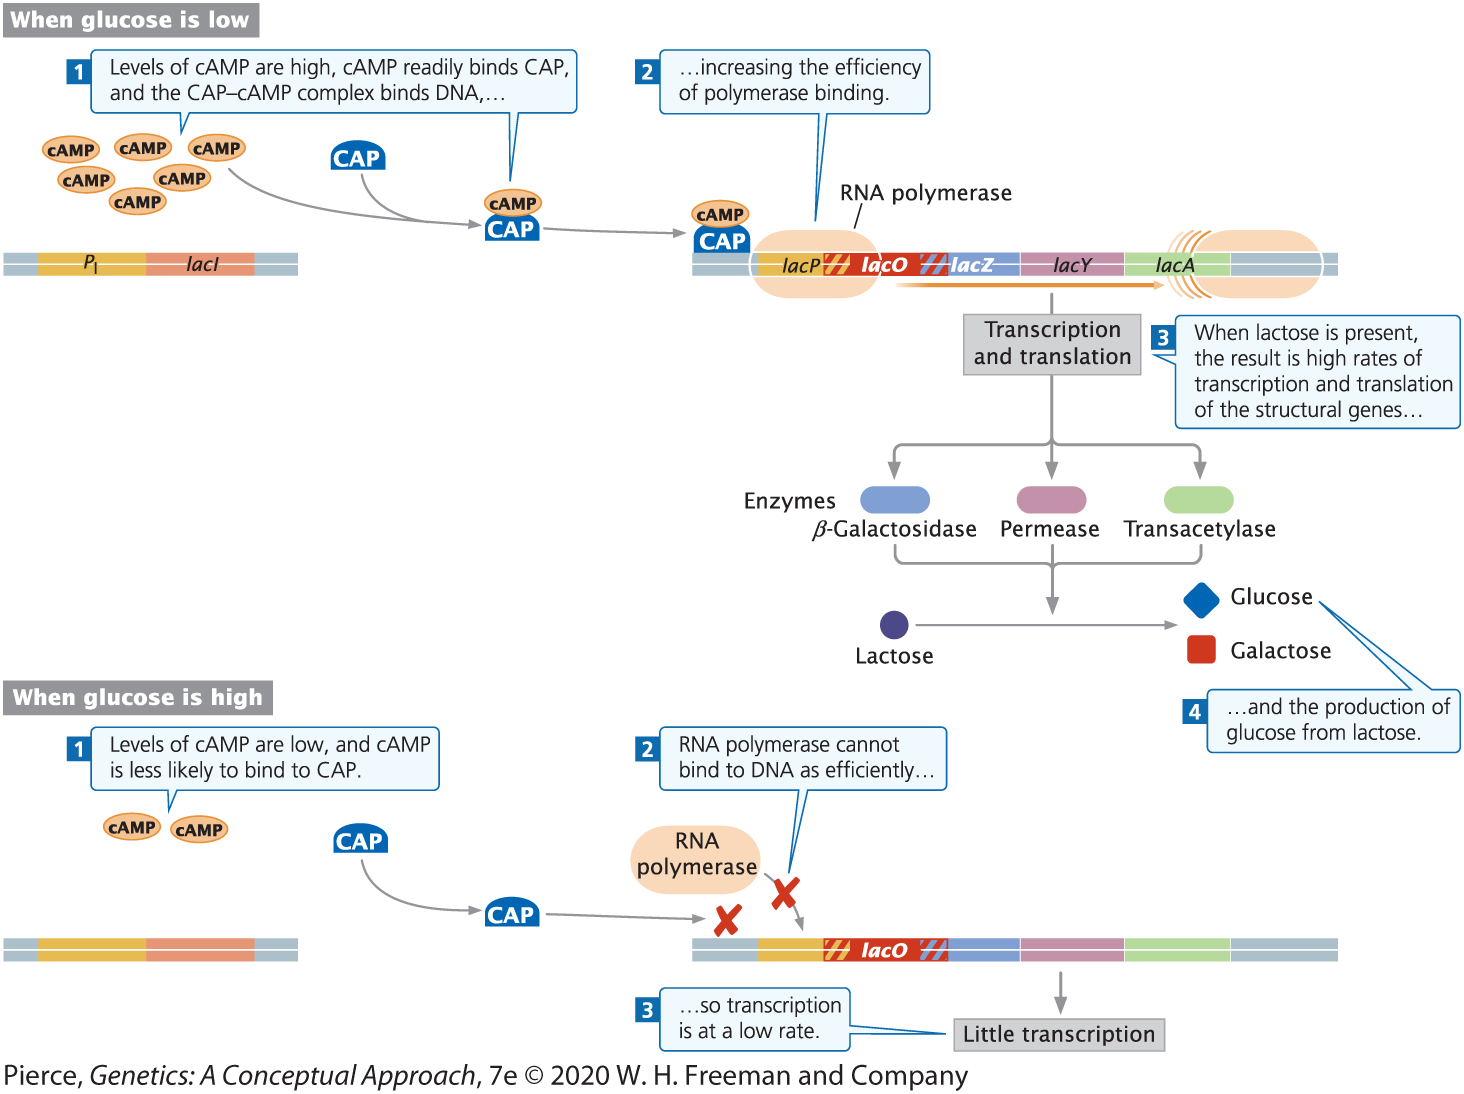 When glucose is low
1 Levels of cAMP are high, cAMP readily binds CAP,
and the CAP–cAMP complex binds DNA,…
2 …increasing the efficiency
of polymerase binding.
cAMP cAMP cAMP
cAMP cAMP
cAMP
CAP
cAMP
CAP
cAMP
CAP
RNA polymerase
PI lacI
lacP lacO lacZ lacY lacA
Transcription
and translation
3 When lactose is present,
the result is high rates of
transcription and translation
of the structural genes…
Enzymes
β-Galactosidase Permease Transacetylase
Lactose
Glucose
Galactose
4 …and the production of
glucose from lactose.
When glucose is high
1 Levels of cAMP are low, and cAMP
is less likely to bind to CAP.
2 RNA polymerase cannot
bind to DNA as efficiently…
cAMP cAMP
CAP
CAP
RNA
polymerase
lacO
3 …so transcription
is at a low rate.
Little transcription
Pierce, Genetics: A Conceptual Approach, 7e © 2020 W. H. Freeman and Company